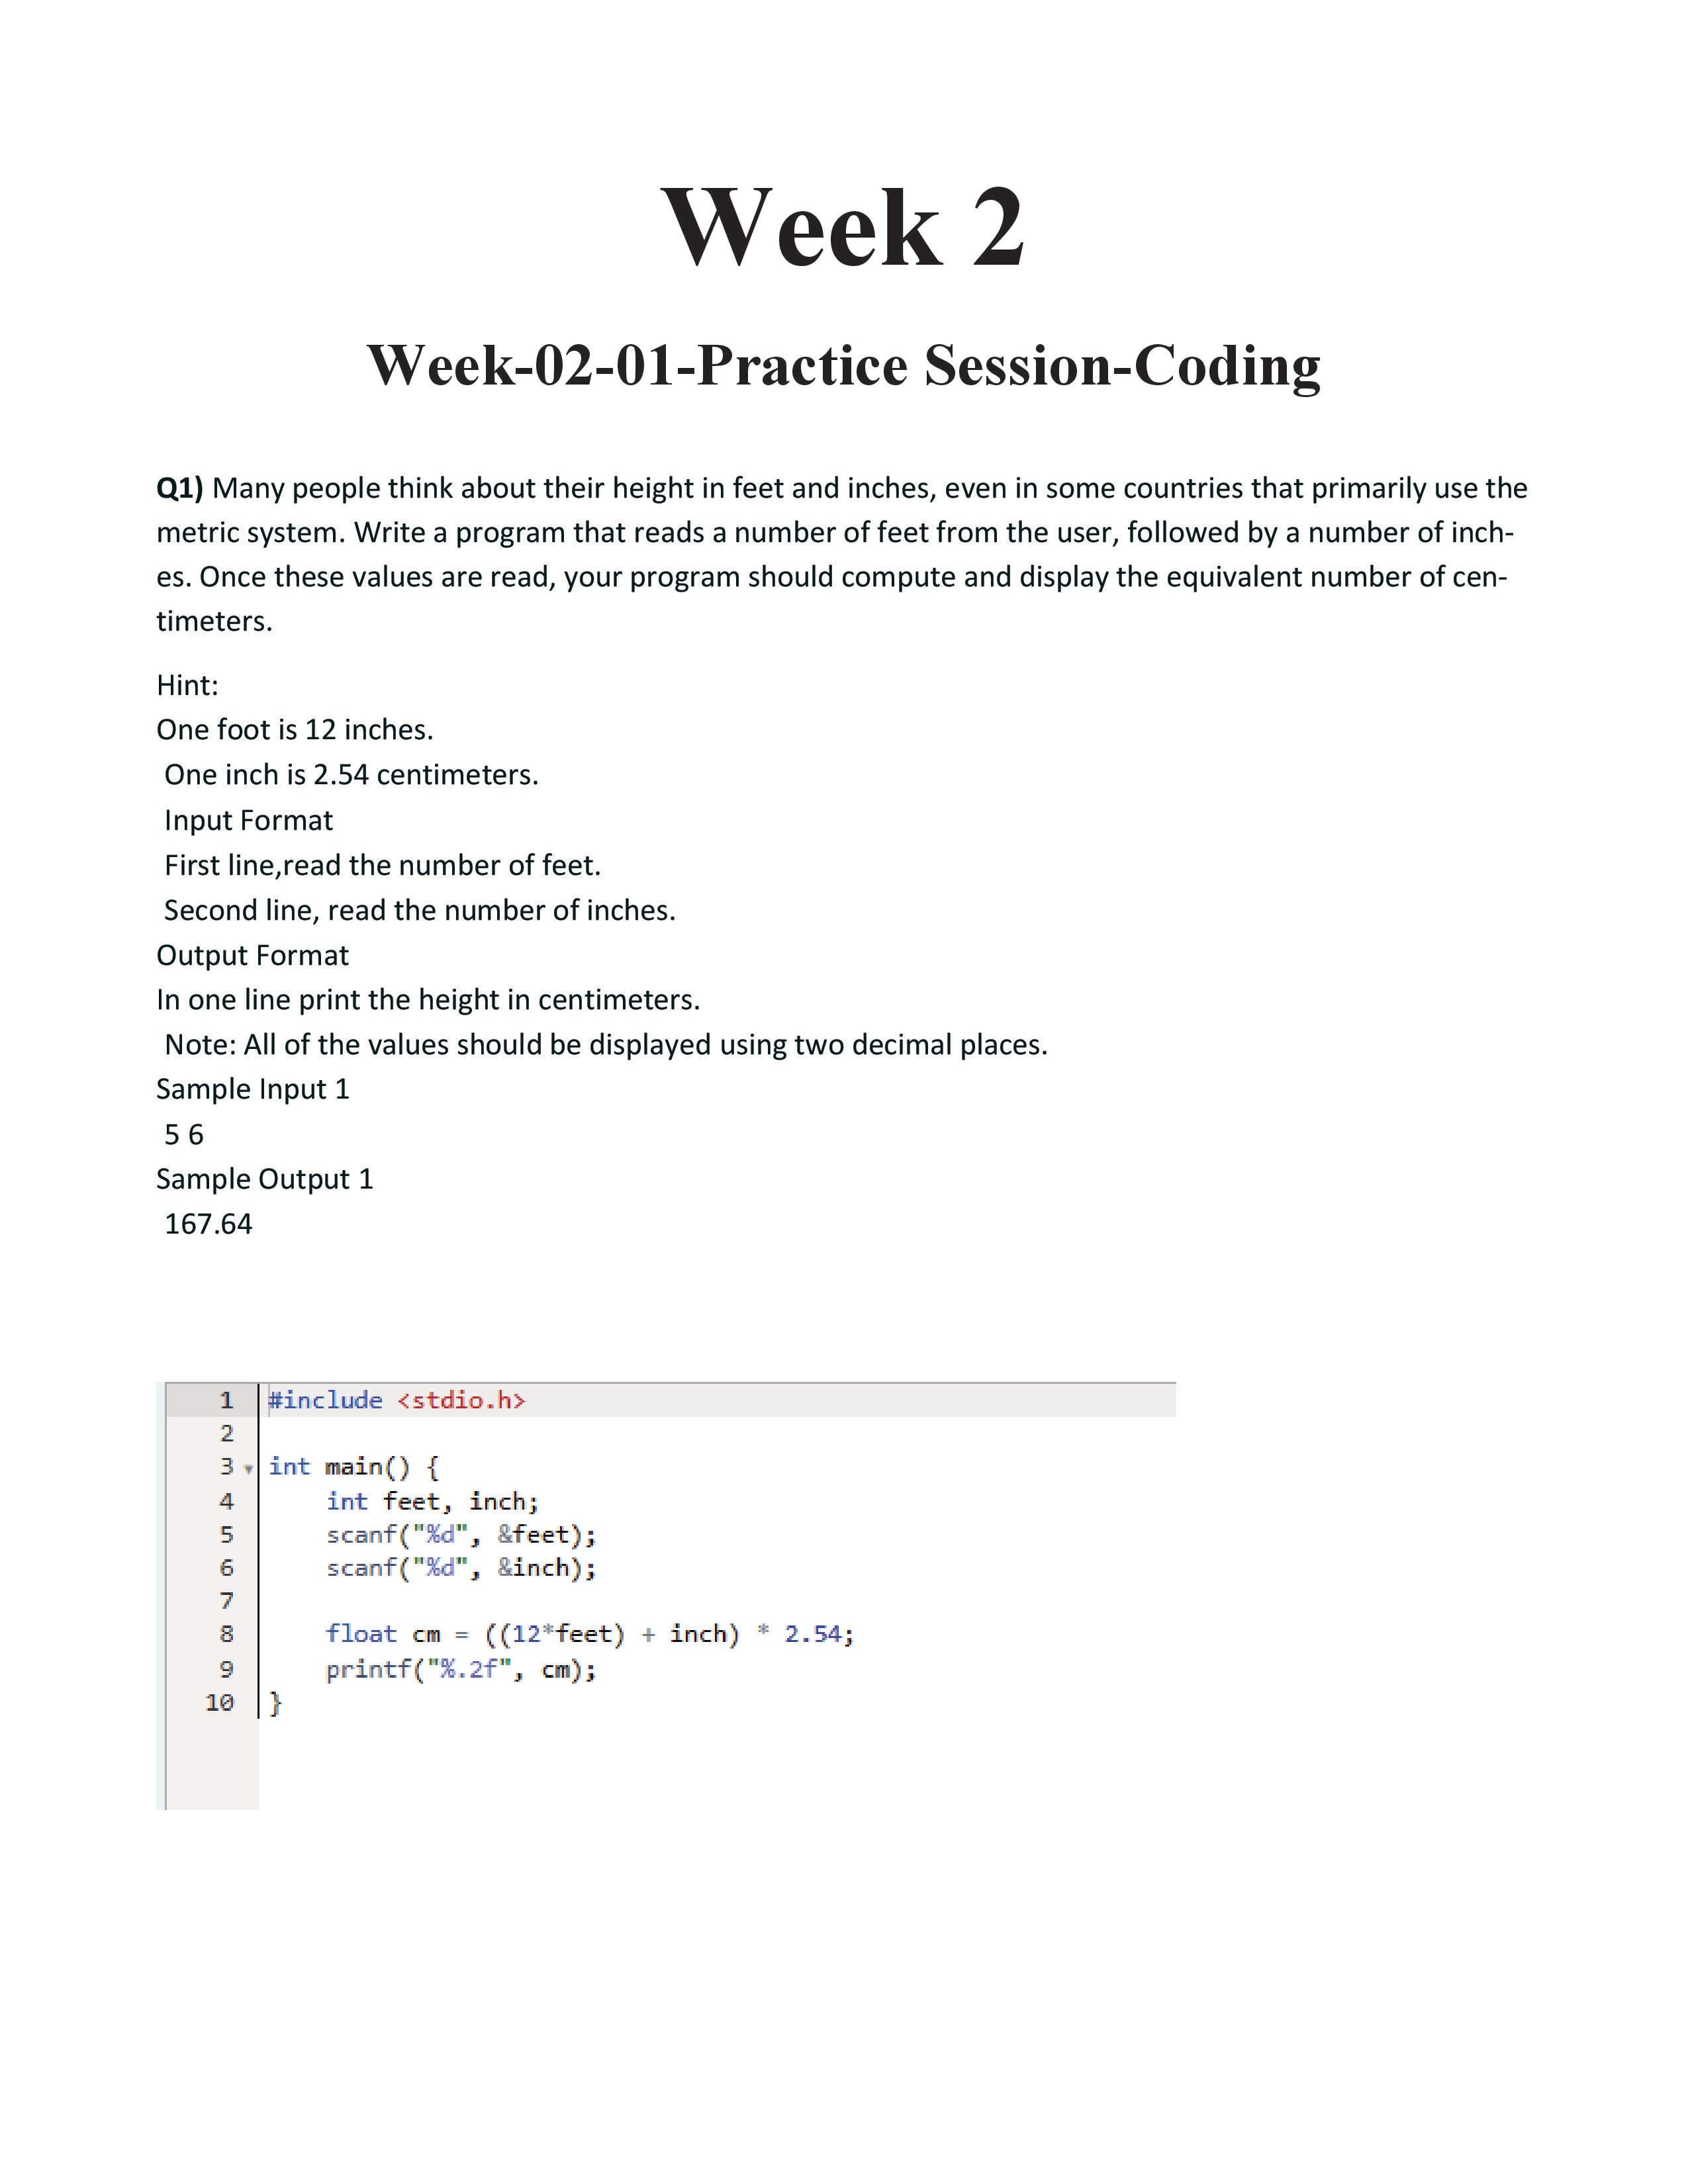 Week 2
Week-02-01-Practice Session-Coding
Q1) Many people think about their height in feet and inches, even in some countries that primarily use the
metric system. Write a program that reads a number of feet from the user, followed by a number of inch-
es. Once these values are read, your program should compute and display the equivalent number of cen-
timeters.
Hint:
One foot is 12 inches.
One inch is 2.54 centimeters.
Input Format
First line,read the number of feet.
Second line, read the number of inches.
Output Format
In one line print the height in centimeters.
Note: All of the values should be displayed using two decimal places.
Sample Input 1
5 6
Sample Output 1
167.64
1 #include <stdio.h>
2
3 int main() {
4     int feet, inch;
5     scanf("%d", &feet);
6     scanf("%d", &inch);
7
8     float cm = ((12*feet) + inch) * 2.54;
9     printf("%.2f", cm);
10 }